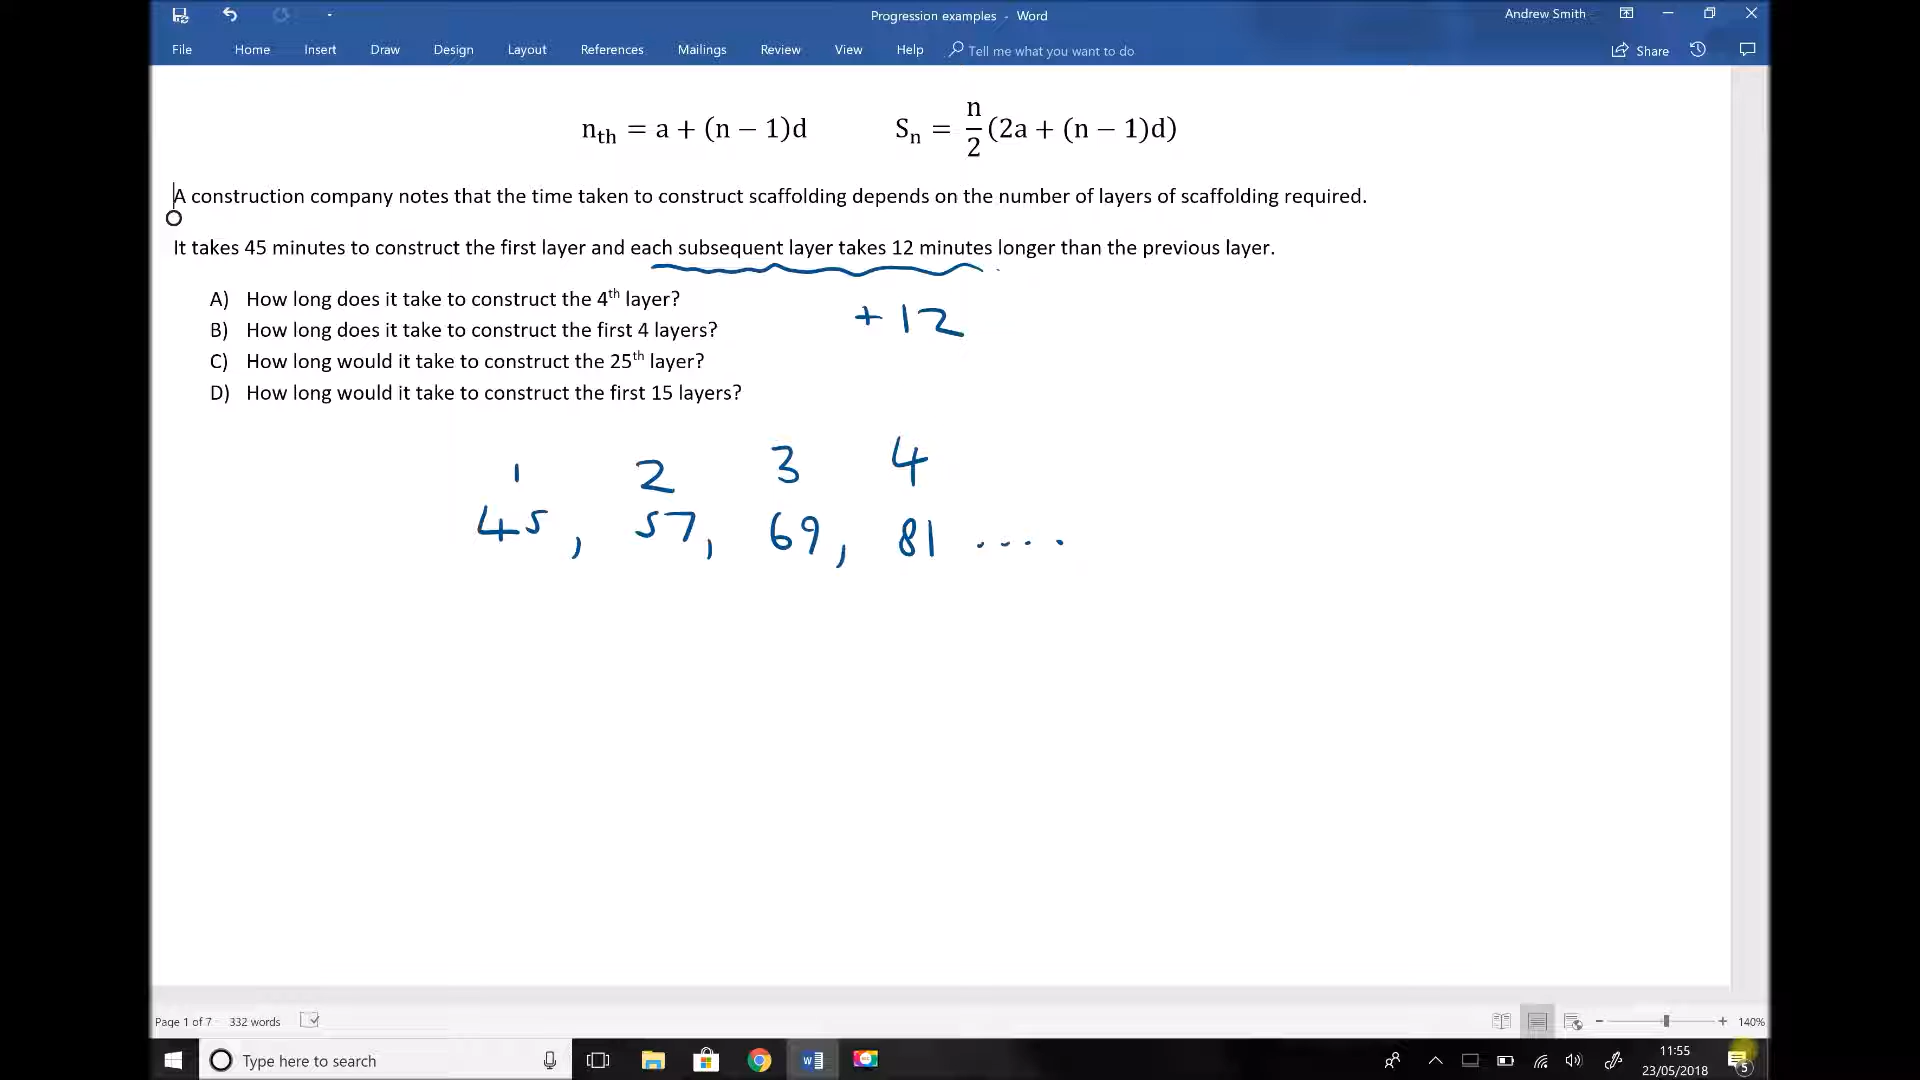 Progression examples - Word
Andrew Smith
File Home Insert Draw Design Layout References Mailings Review View Help Tell me what you want to do Share
nth = a + (n − 1)d Sn = n/2 (2a + (n − 1)d)
A construction company notes that the time taken to construct scaffolding depends on the number of layers of scaffolding required.
It takes 45 minutes to construct the first layer and each subsequent layer takes 12 minutes longer than the previous layer.
A) How long does it take to construct the 4th layer?
B) How long does it take to construct the first 4 layers?
C) How long would it take to construct the 25th layer?
D) How long would it take to construct the first 15 layers?
+ 12
1 2 3 4
45, 57, 69, 81 ....
Page 1 of 7 332 words 140%
Type here to search
11:55
23/05/2018
5